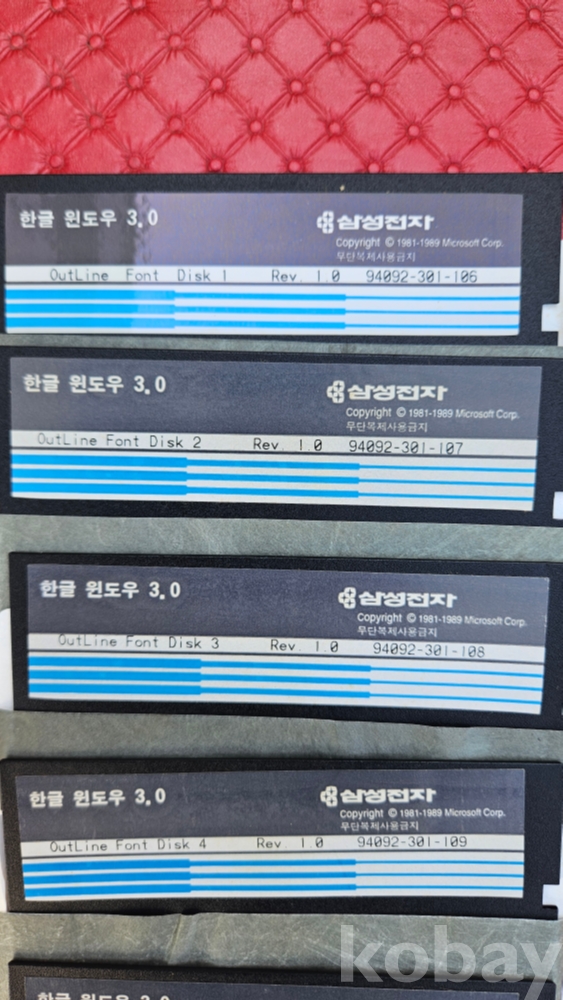 한글 윈도우 3.0
삼성전자
Copyright © 1981-1989 Microsoft Corp.
무단복제사용금지
OutLine Font Disk 1 Rev. 1.0 94092-301-106
한글 윈도우 3.0
삼성전자
Copyright © 1981-1989 Microsoft Corp.
무단복제사용금지
OutLine Font Disk 2 Rev. 1.0 94092-301-107
한글 윈도우 3.0
삼성전자
Copyright © 1981-1989 Microsoft Corp.
무단복제사용금지
OutLine Font Disk 3 Rev. 1.0 94092-301-108
한글 윈도우 3.0
삼성전자
Copyright © 1981-1989 Microsoft Corp.
무단복제사용금지
OutLine Font Disk 4 Rev. 1.0 94092-301-109
kobay
한글 윈도우 3.0